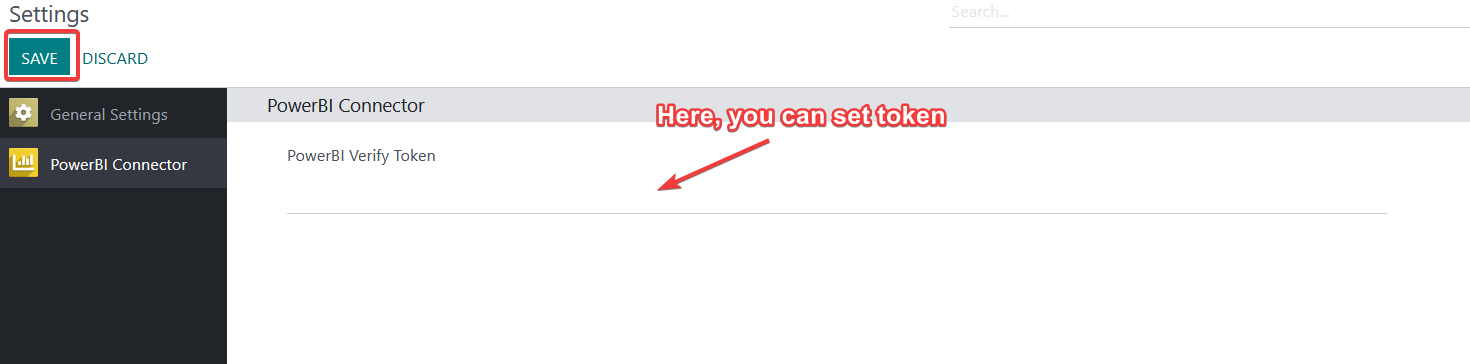 Settings
Search...
SAVE DISCARD
General Settings
PowerBI Connector
PowerBI Connector
Here, you can set token
PowerBI Verify Token